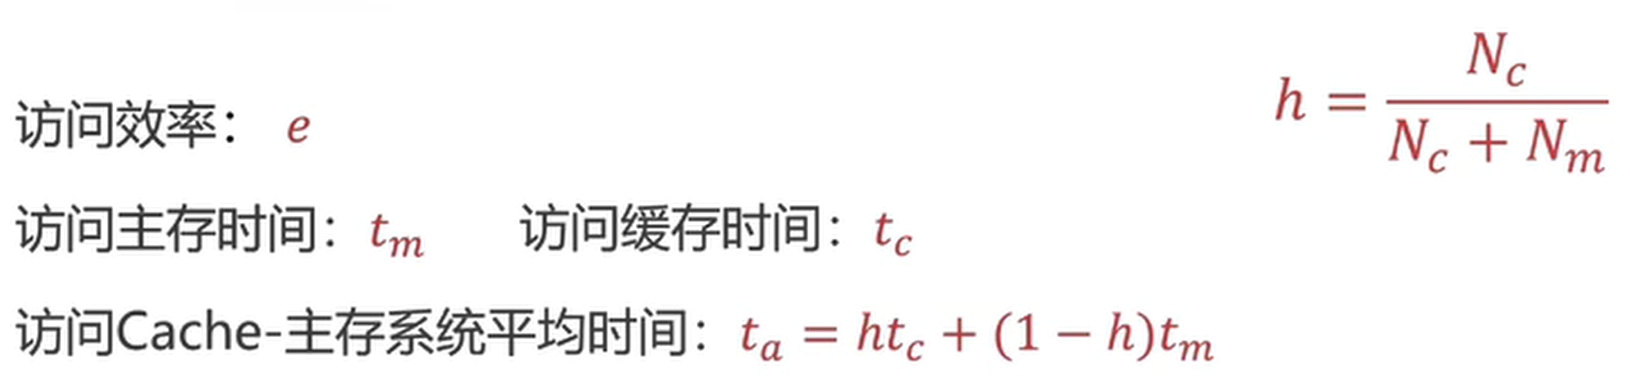 h = N_c / (N_c + N_m)
访问效率： e
访问主存时间：t_m 访问缓存时间：t_c
访问Cache-主存系统平均时间：t_a = ht_c + (1 − h)t_m